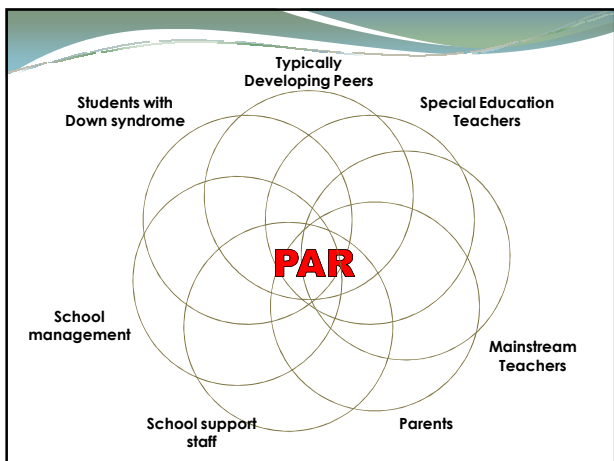 Typically
Developing Peers
Students with
Down syndrome
Special Education
Teachers
PAR
School
management
Mainstream
Teachers
School support
staff
Parents